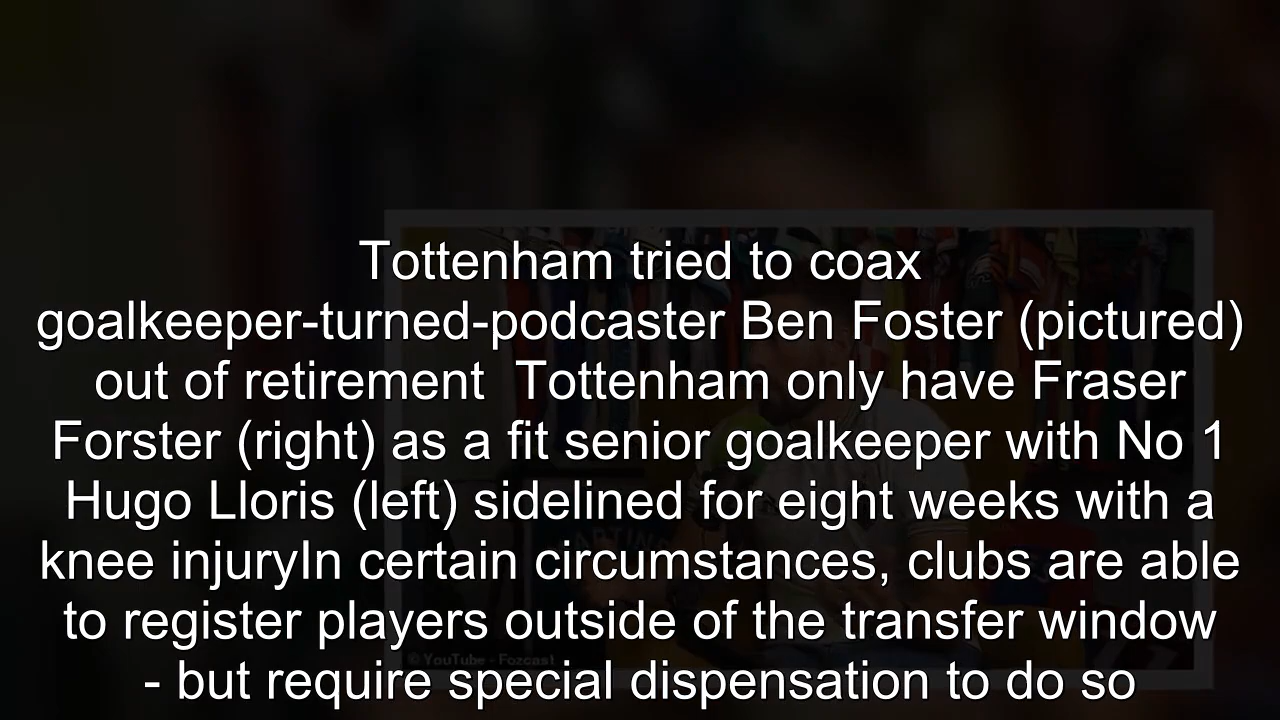 Tottenham tried to coax
goalkeeper-turned-podcaster Ben Foster (pictured)
out of retirement  Tottenham only have Fraser
Forster (right) as a fit senior goalkeeper with No 1
Hugo Lloris (left) sidelined for eight weeks with a
knee injuryIn certain circumstances, clubs are able
to register players outside of the transfer window
- but require special dispensation to do so
© YouTube - Fozcast